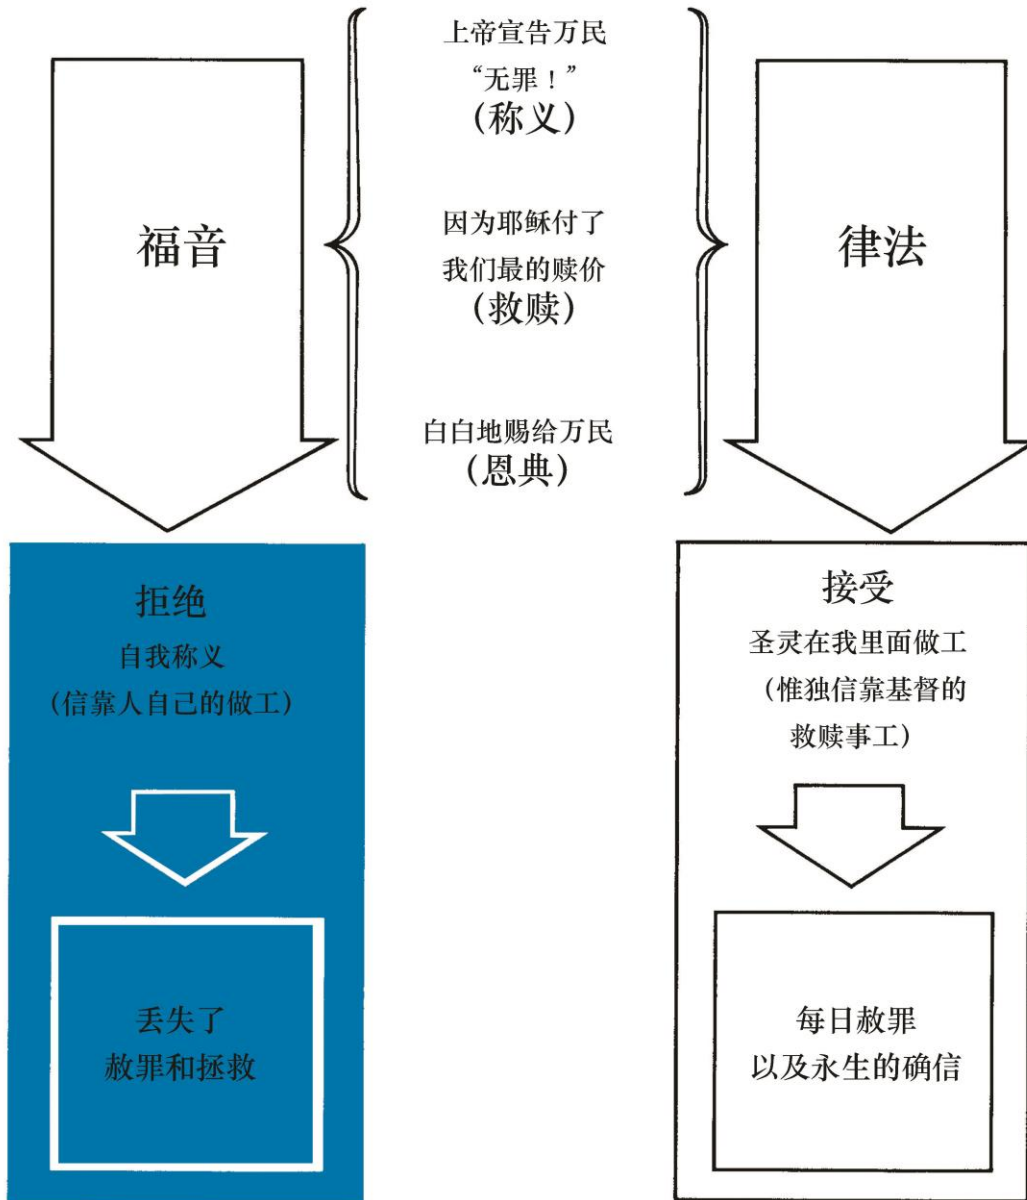 上帝宣告万民
“无罪！”
（称义）
因为耶稣付了
我们最的赎价
（救赎）
白白地赐给万民
（恩典）
福音
律法
拒绝
自我称义
（信靠人自己的做工）
丢失了
赦罪和拯救
接受
圣灵在我里面做工
（惟独信靠基督的
救赎事工）
每日赦罪
以及永生的确信